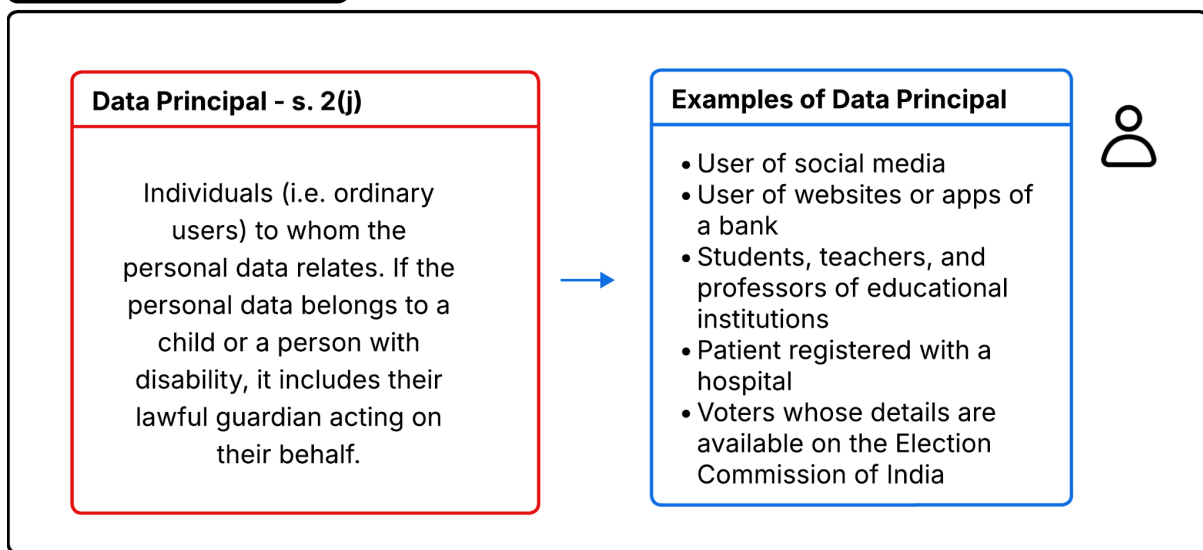 Data Principal - s. 2(j)
Individuals (i.e. ordinary
users) to whom the
personal data relates. If the
personal data belongs to a
child or a person with
disability, it includes their
lawful guardian acting on
their behalf.
Examples of Data Principal
• User of social media
• User of websites or apps of
a bank
• Students, teachers, and
professors of educational
institutions
• Patient registered with a
hospital
• Voters whose details are
available on the Election
Commission of India